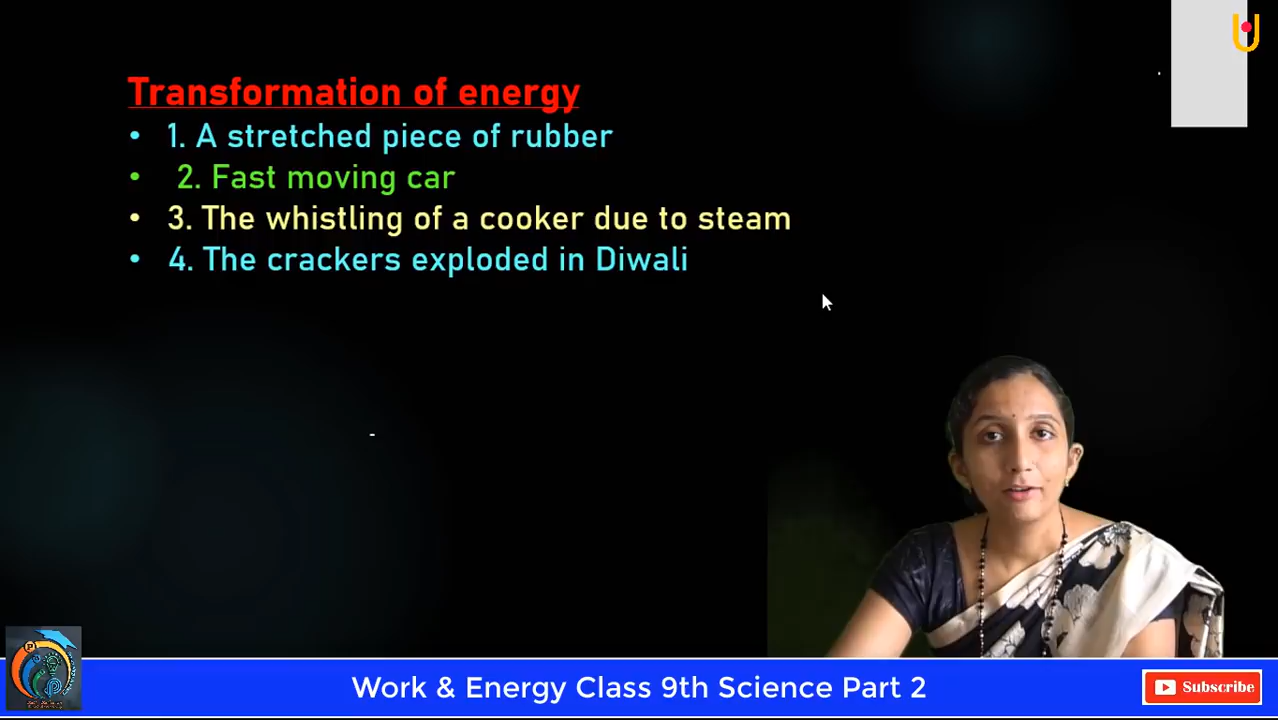 Transformation of energy
• 1. A stretched piece of rubber
• 2. Fast moving car
• 3. The whistling of a cooker due to steam
• 4. The crackers exploded in Diwali
Work & Energy Class 9th Science Part 2
Subscribe